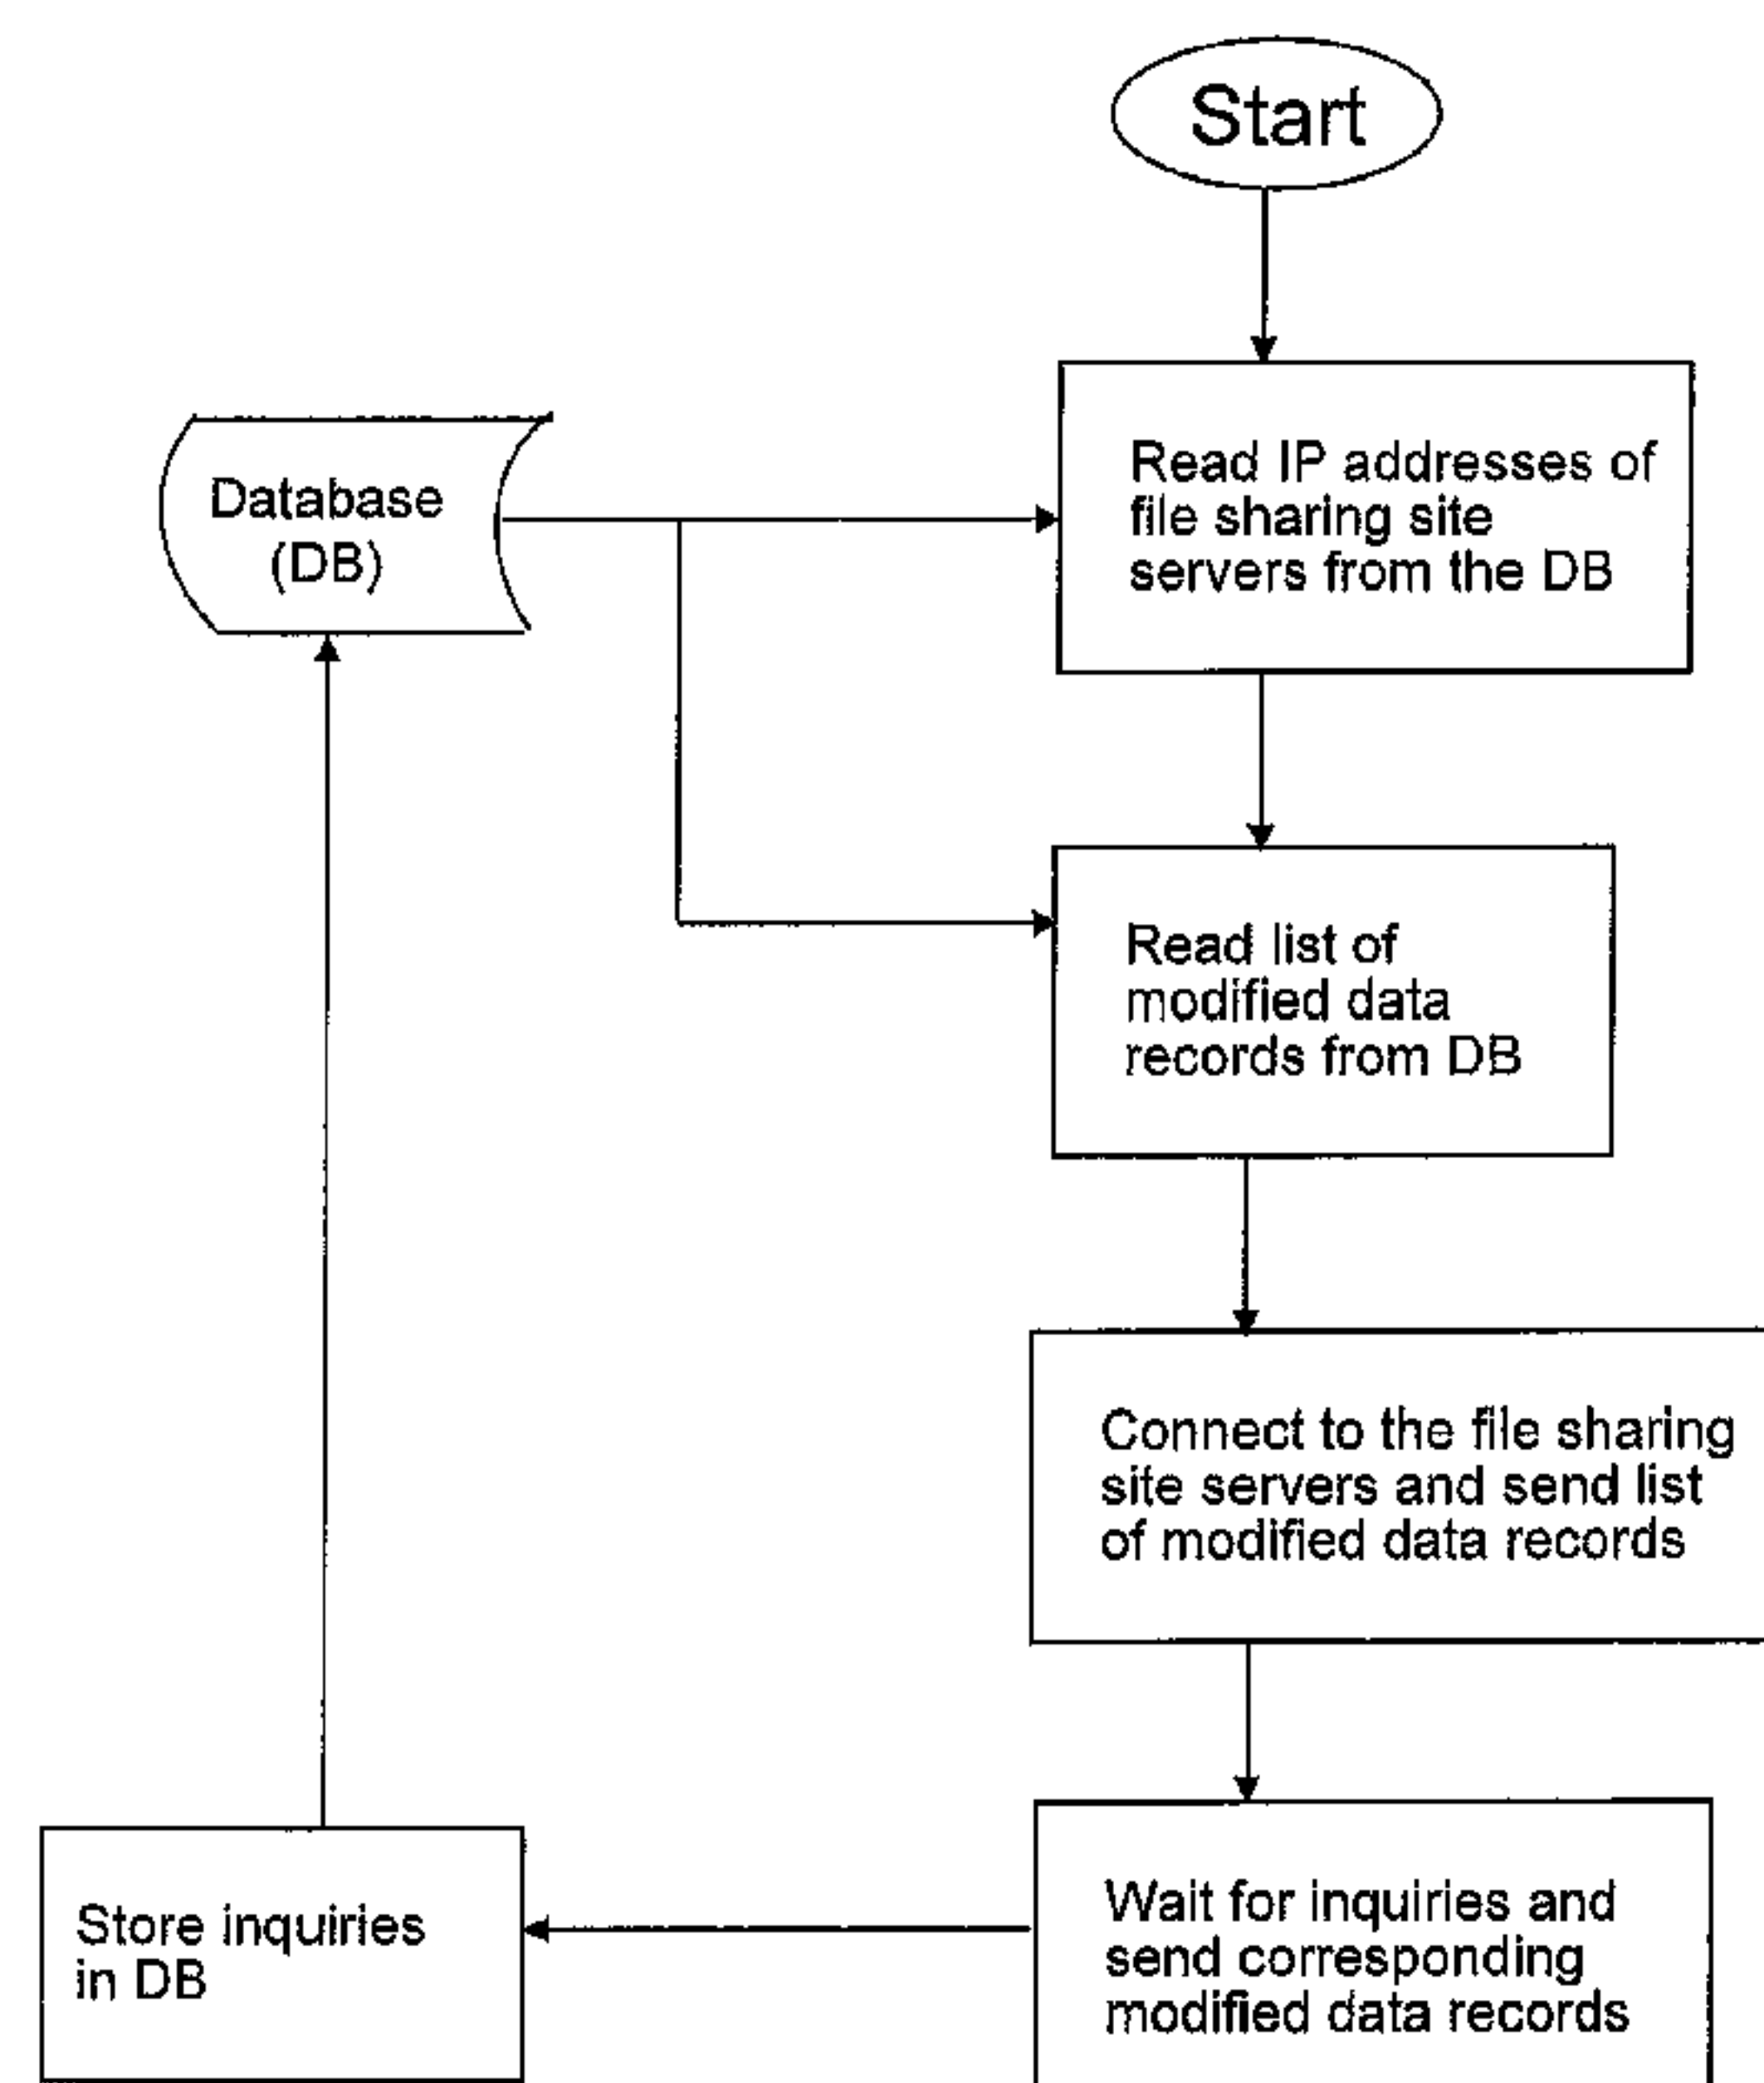 Start
Read IP addresses of
file sharing site
servers from the DB
Database
(DB)
Read list of
modified data
records from DB
Connect to the file sharing
site servers and send list
of modified data records
Wait for inquiries and
send corresponding
modified data records
Store inquiries
in DB